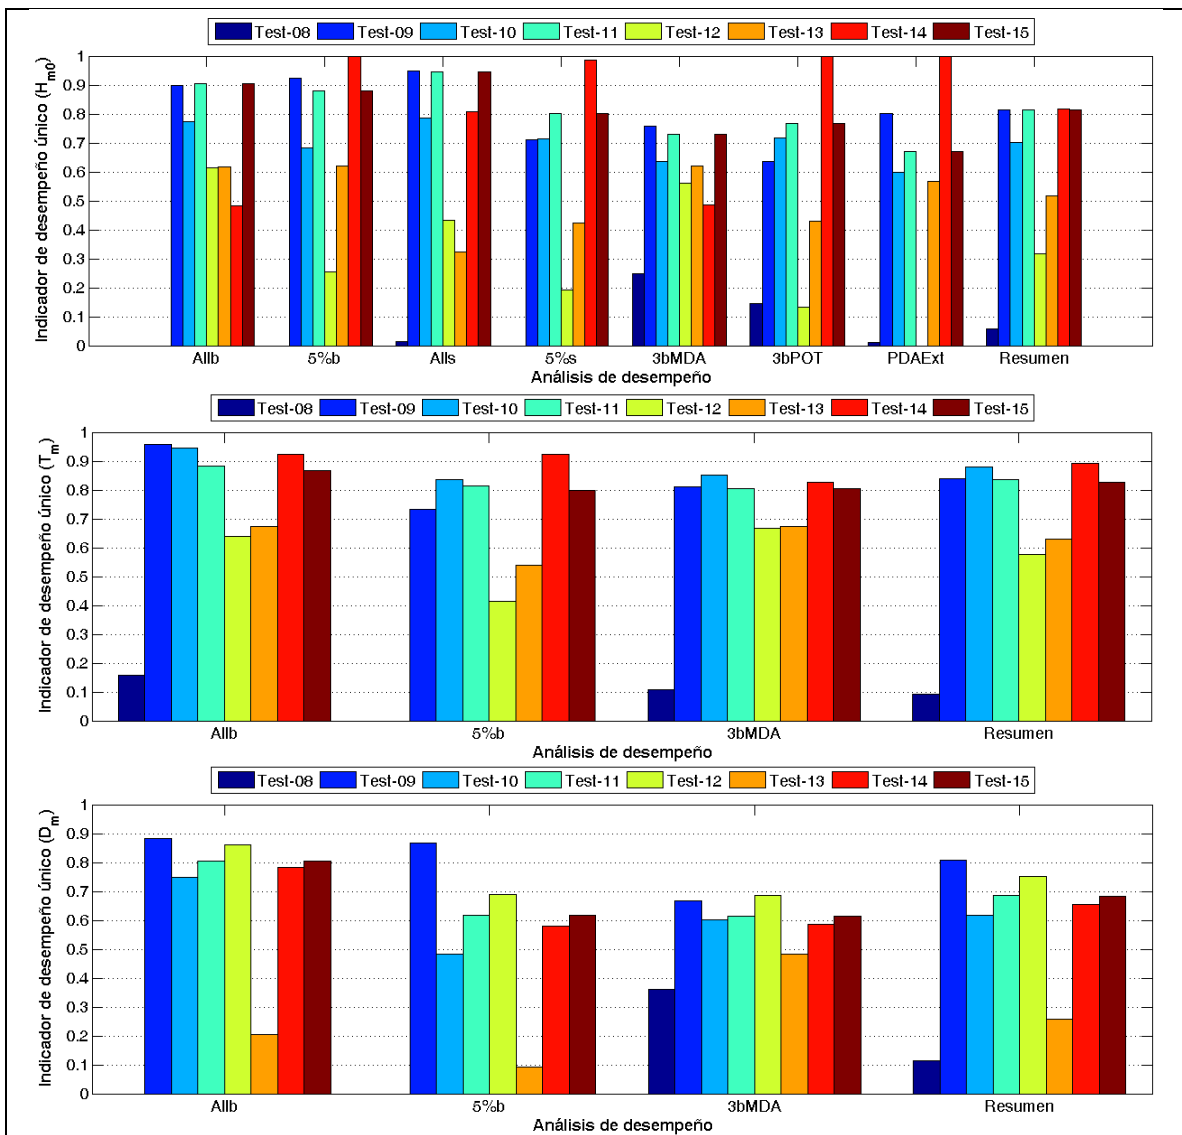 Test-08 Test-09 Test-10 Test-11 Test-12 Test-13 Test-14 Test-15
Indicador de desempeño único (Hm0)
1
0.9
0.8
0.7
0.6
0.5
0.4
0.3
0.2
0.1
0
Allb 5%b Alls 5%s 3bMDA 3bPOT PDAExt Resumen
Análisis de desempeño
Test-08 Test-09 Test-10 Test-11 Test-12 Test-13 Test-14 Test-15
Indicador de desempeño único (Tm)
1
0.9
0.8
0.7
0.6
0.5
0.4
0.3
0.2
0.1
0
Allb 5%b 3bMDA Resumen
Análisis de desempeño
Test-08 Test-09 Test-10 Test-11 Test-12 Test-13 Test-14 Test-15
Indicador de desempeño único (Dm)
1
0.9
0.8
0.7
0.6
0.5
0.4
0.3
0.2
0.1
0
Allb 5%b 3bMDA Resumen
Análisis de desempeño